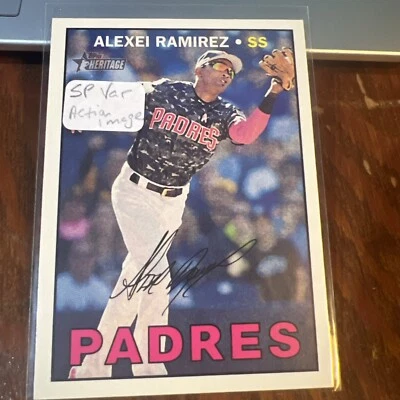 ALEXEI RAMIREZ • SS
TOPPS
HERITAGE
SP Var
Action
image
PADRES
PADRES